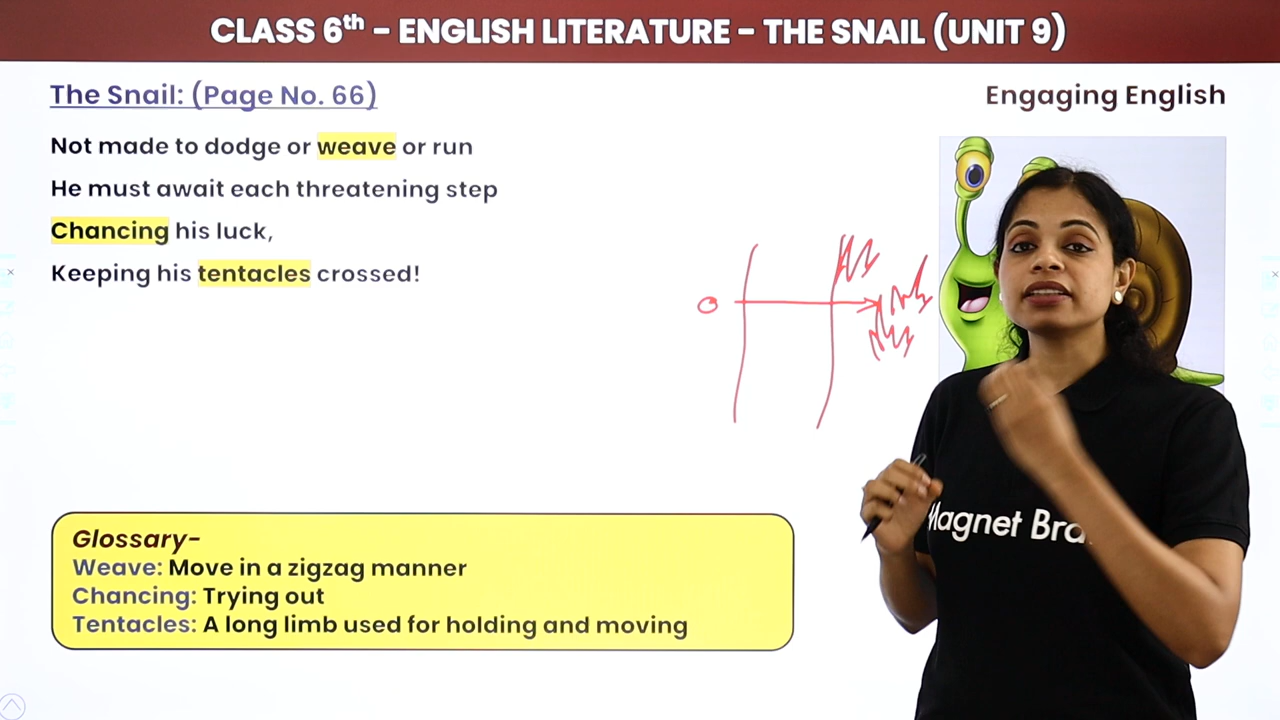 CLASS 6th - ENGLISH LITERATURE - THE SNAIL (UNIT 9)
The Snail: (Page No. 66)
Engaging English
Not made to dodge or weave or run
He must await each threatening step
Chancing his luck,
Keeping his tentacles crossed!
Glossary-
Weave: Move in a zigzag manner
Chancing: Trying out
Tentacles: A long limb used for holding and moving
Magnet